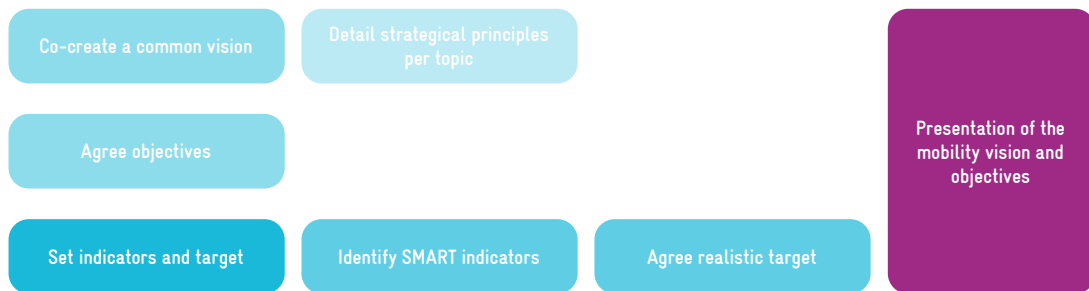 Co-create a common vision
Detail strategical principles
per topic
Agree objectives
Presentation of the
mobility vision and
objectives
Set indicators and target
Identify SMART indicators
Agree realistic target